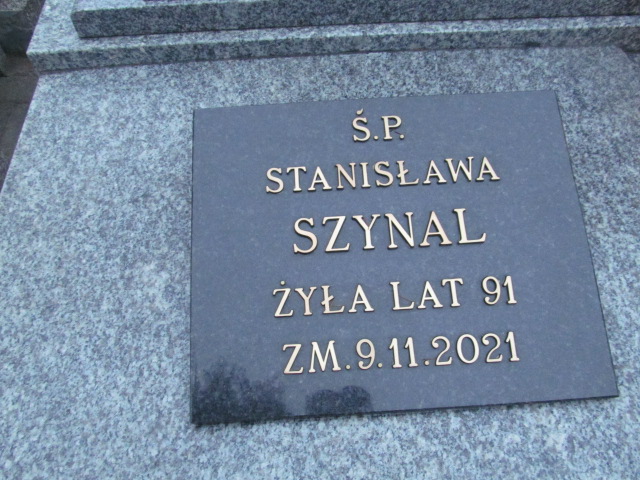 Ś.P.
STANISŁAWA
SZYNAL
ŻYŁA LAT 91
ZM. 9.11.2021